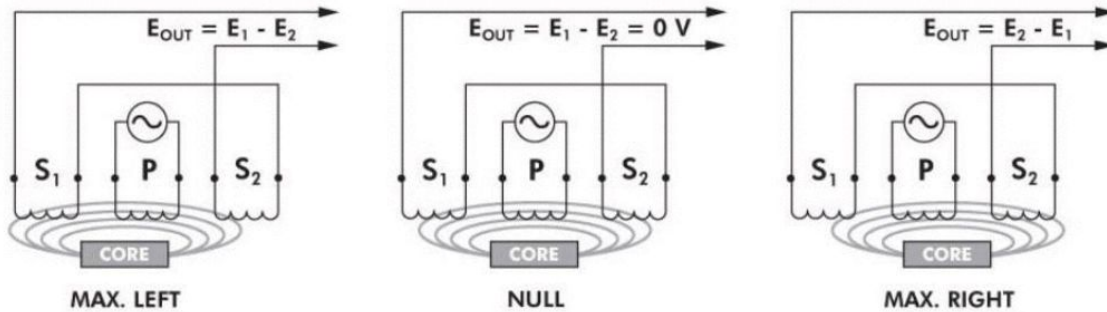 E_OUT = E_1 - E_2
E_OUT = E_1 - E_2 = 0 V
E_OUT = E_2 - E_1
S_1 P S_2
S_1 P S_2
S_1 P S_2
CORE
CORE
CORE
MAX. LEFT
NULL
MAX. RIGHT